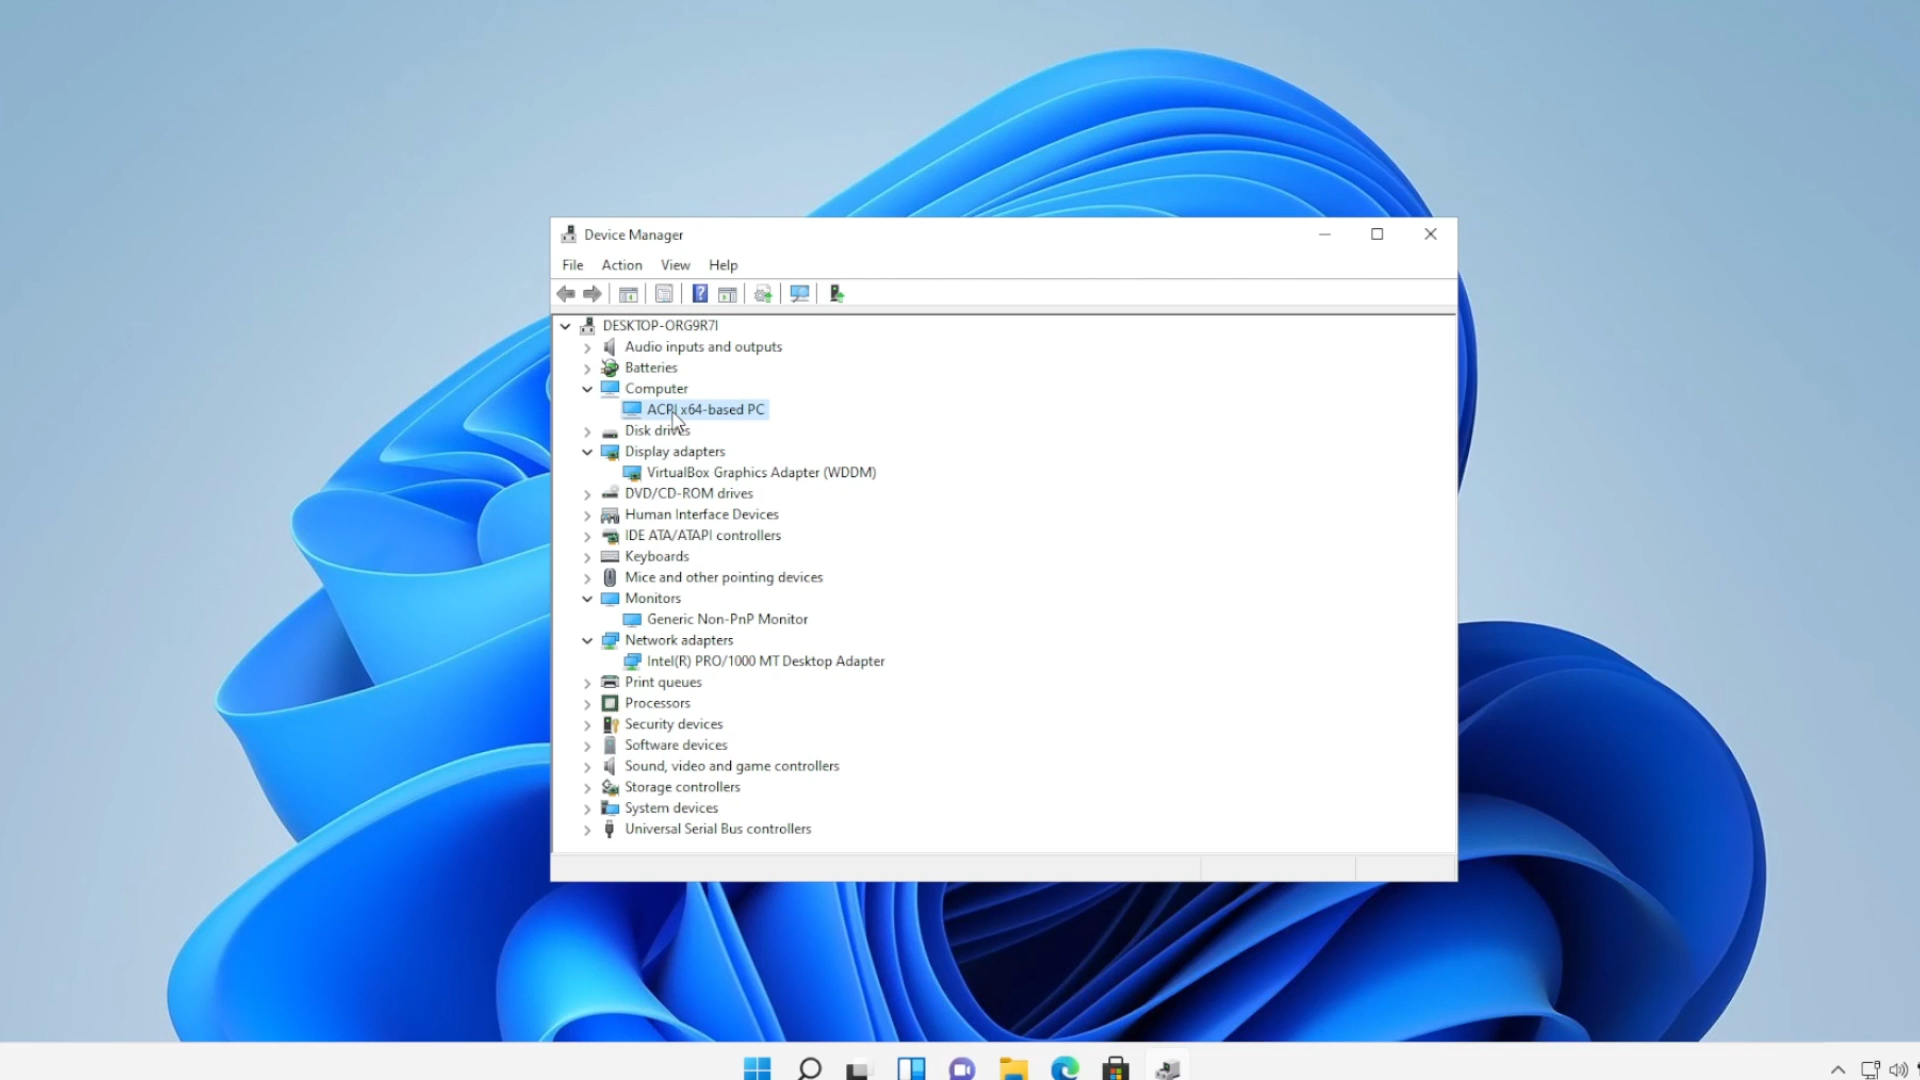 Device Manager
File Action View Help
DESKTOP-ORG9R7I
Audio inputs and outputs
Batteries
Computer
ACPI x64-based PC
Disk drives
Display adapters
VirtualBox Graphics Adapter (WDDM)
DVD/CD-ROM drives
Human Interface Devices
IDE ATA/ATAPI controllers
Keyboards
Mice and other pointing devices
Monitors
Generic Non-PnP Monitor
Network adapters
Intel(R) PRO/1000 MT Desktop Adapter
Print queues
Processors
Security devices
Software devices
Sound, video and game controllers
Storage controllers
System devices
Universal Serial Bus controllers